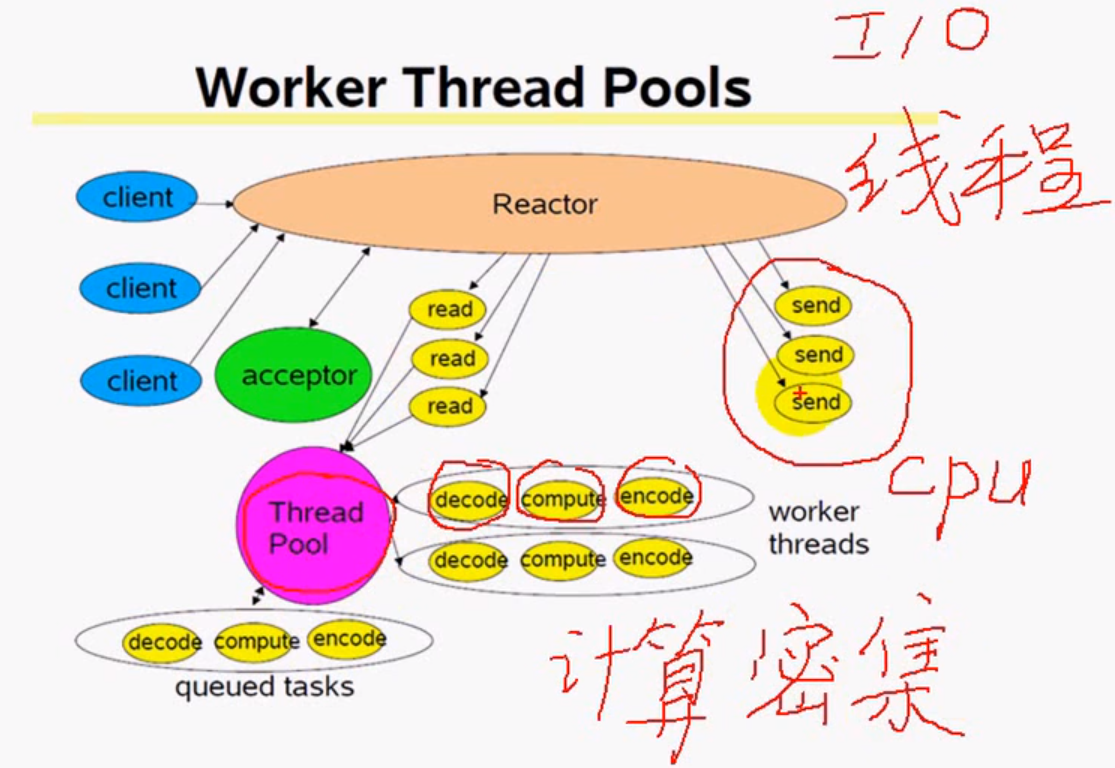 I/O
Worker Thread Pools
线程
client
Reactor
client
read
send
client
acceptor
read
send
read
send
cpu
Thread
Pool
decode compute encode
worker
threads
decode compute encode
decode compute encode
queued tasks
计算密集